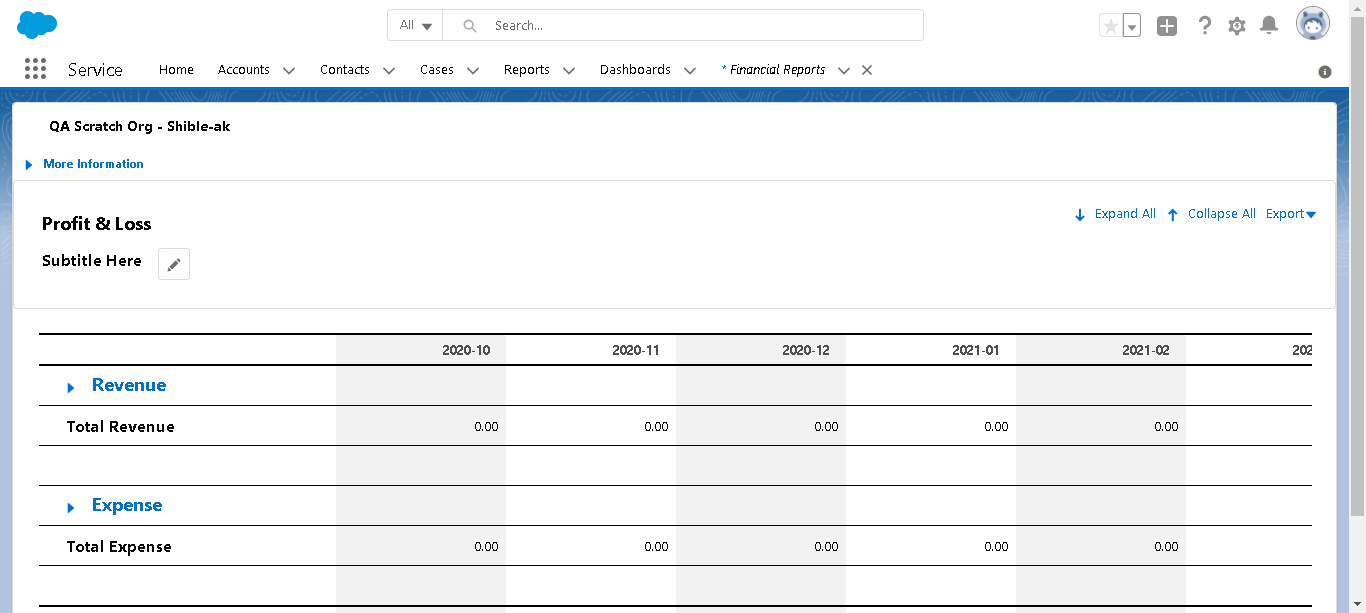 All
Search...
Service
Home
Accounts
Contacts
Cases
Reports
Dashboards
* Financial Reports
QA Scratch Org - Shible-ak
More Information
Profit & Loss
Expand All
Collapse All
Export
Subtitle Here
2020-10 2020-11 2020-12 2021-01 2021-02 202
Revenue
Total Revenue 0.00 0.00 0.00 0.00 0.00
Expense
Total Expense 0.00 0.00 0.00 0.00 0.00